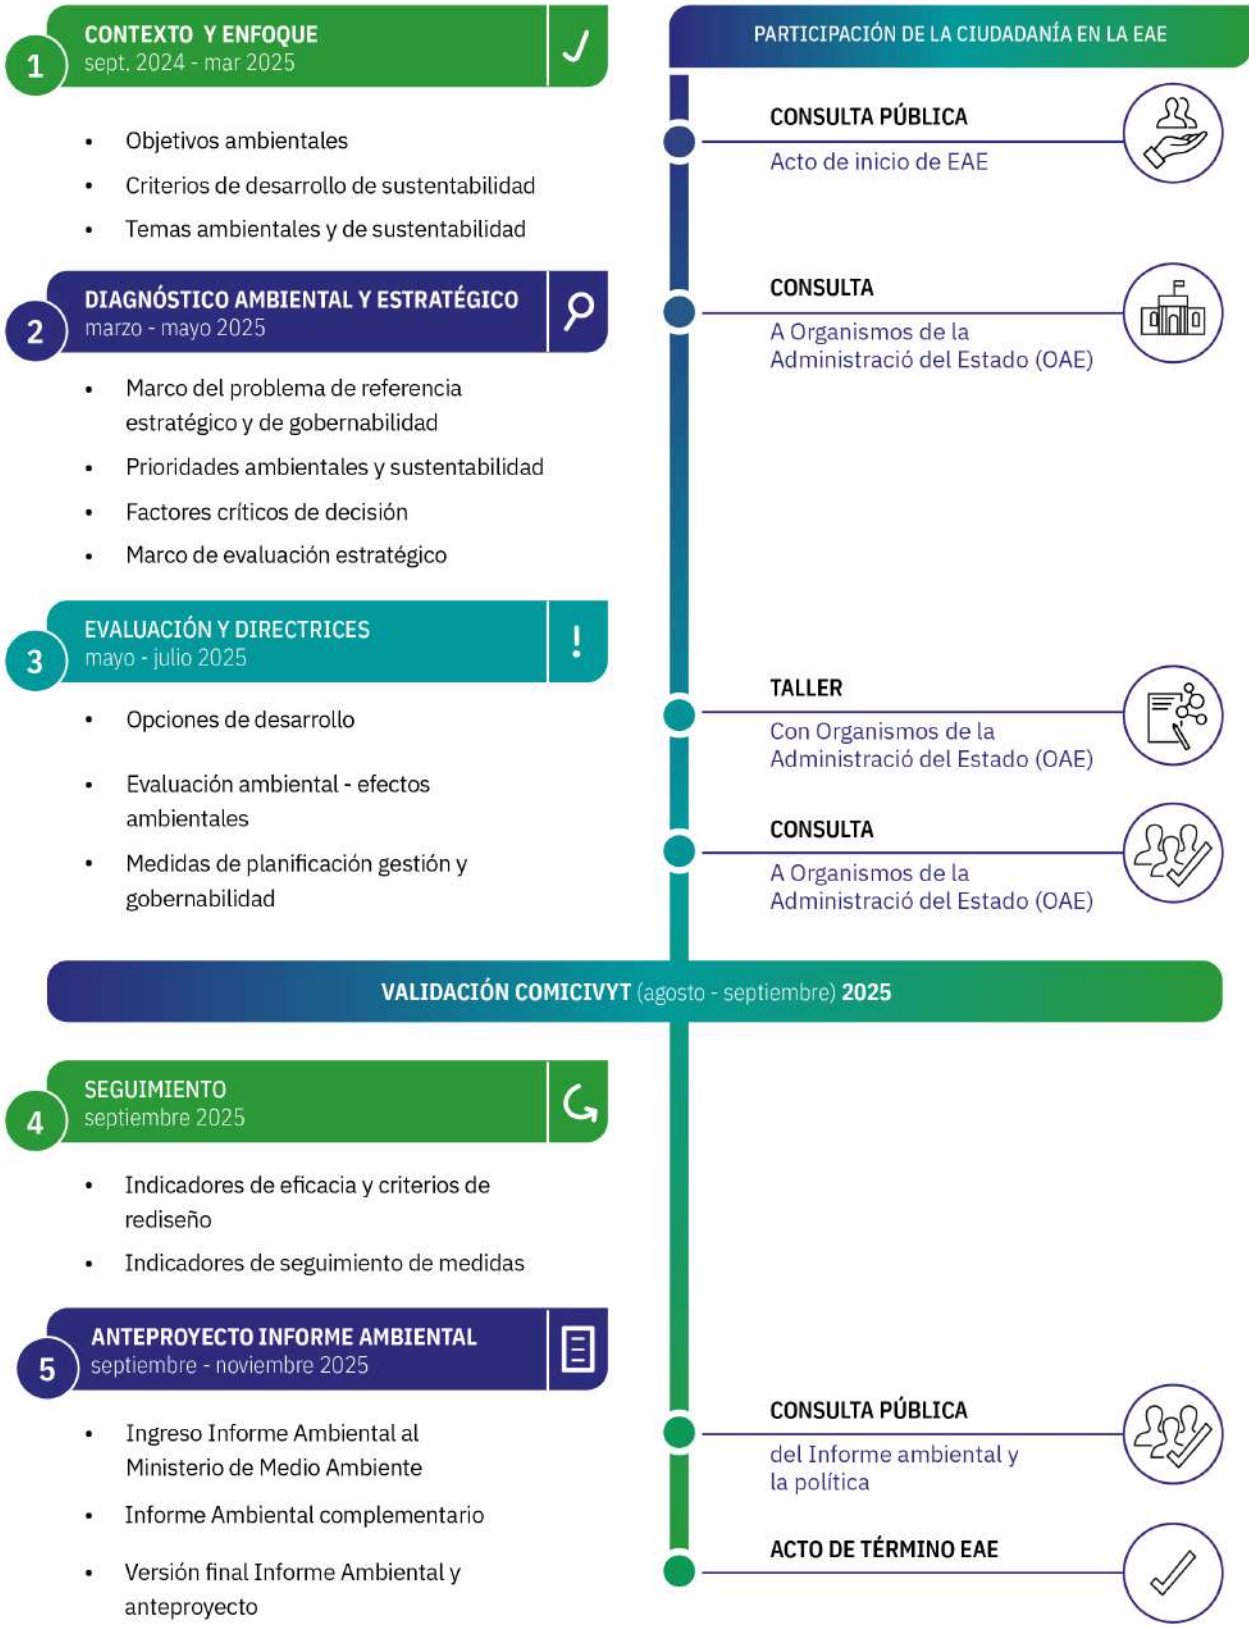 1
CONTEXTO Y ENFOQUE
sept. 2024 - mar 2025
• Objetivos ambientales
• Criterios de desarrollo de sustentabilidad
• Temas ambientales y de sustentabilidad
2
DIAGNÓSTICO AMBIENTAL Y ESTRATÉGICO
marzo - mayo 2025
• Marco del problema de referencia
estratégico y de gobernabilidad
• Prioridades ambientales y sustentabilidad
• Factores críticos de decisión
• Marco de evaluación estratégico
3
EVALUACIÓN Y DIRECTRICES
mayo - julio 2025
!
• Opciones de desarrollo
• Evaluación ambiental - efectos
ambientales
• Medidas de planificación gestión y
gobernabilidad
PARTICIPACIÓN DE LA CIUDADANÍA EN LA EAE
CONSULTA PÚBLICA
Acto de inicio de EAE
CONSULTA
A Organismos de la
Administració del Estado (OAE)
TALLER
Con Organismos de la
Administració del Estado (OAE)
CONSULTA
A Organismos de la
Administració del Estado (OAE)
VALIDACIÓN COMICIVYT (agosto - septiembre) 2025
4
SEGUIMIENTO
septiembre 2025
• Indicadores de eficacia y criterios de
rediseño
• Indicadores de seguimiento de medidas
5
ANTEPROYECTO INFORME AMBIENTAL
septiembre - noviembre 2025
• Ingreso Informe Ambiental al
Ministerio de Medio Ambiente
• Informe Ambiental complementario
• Versión final Informe Ambiental y
anteproyecto
CONSULTA PÚBLICA
del Informe ambiental y
la política
ACTO DE TÉRMINO EAE